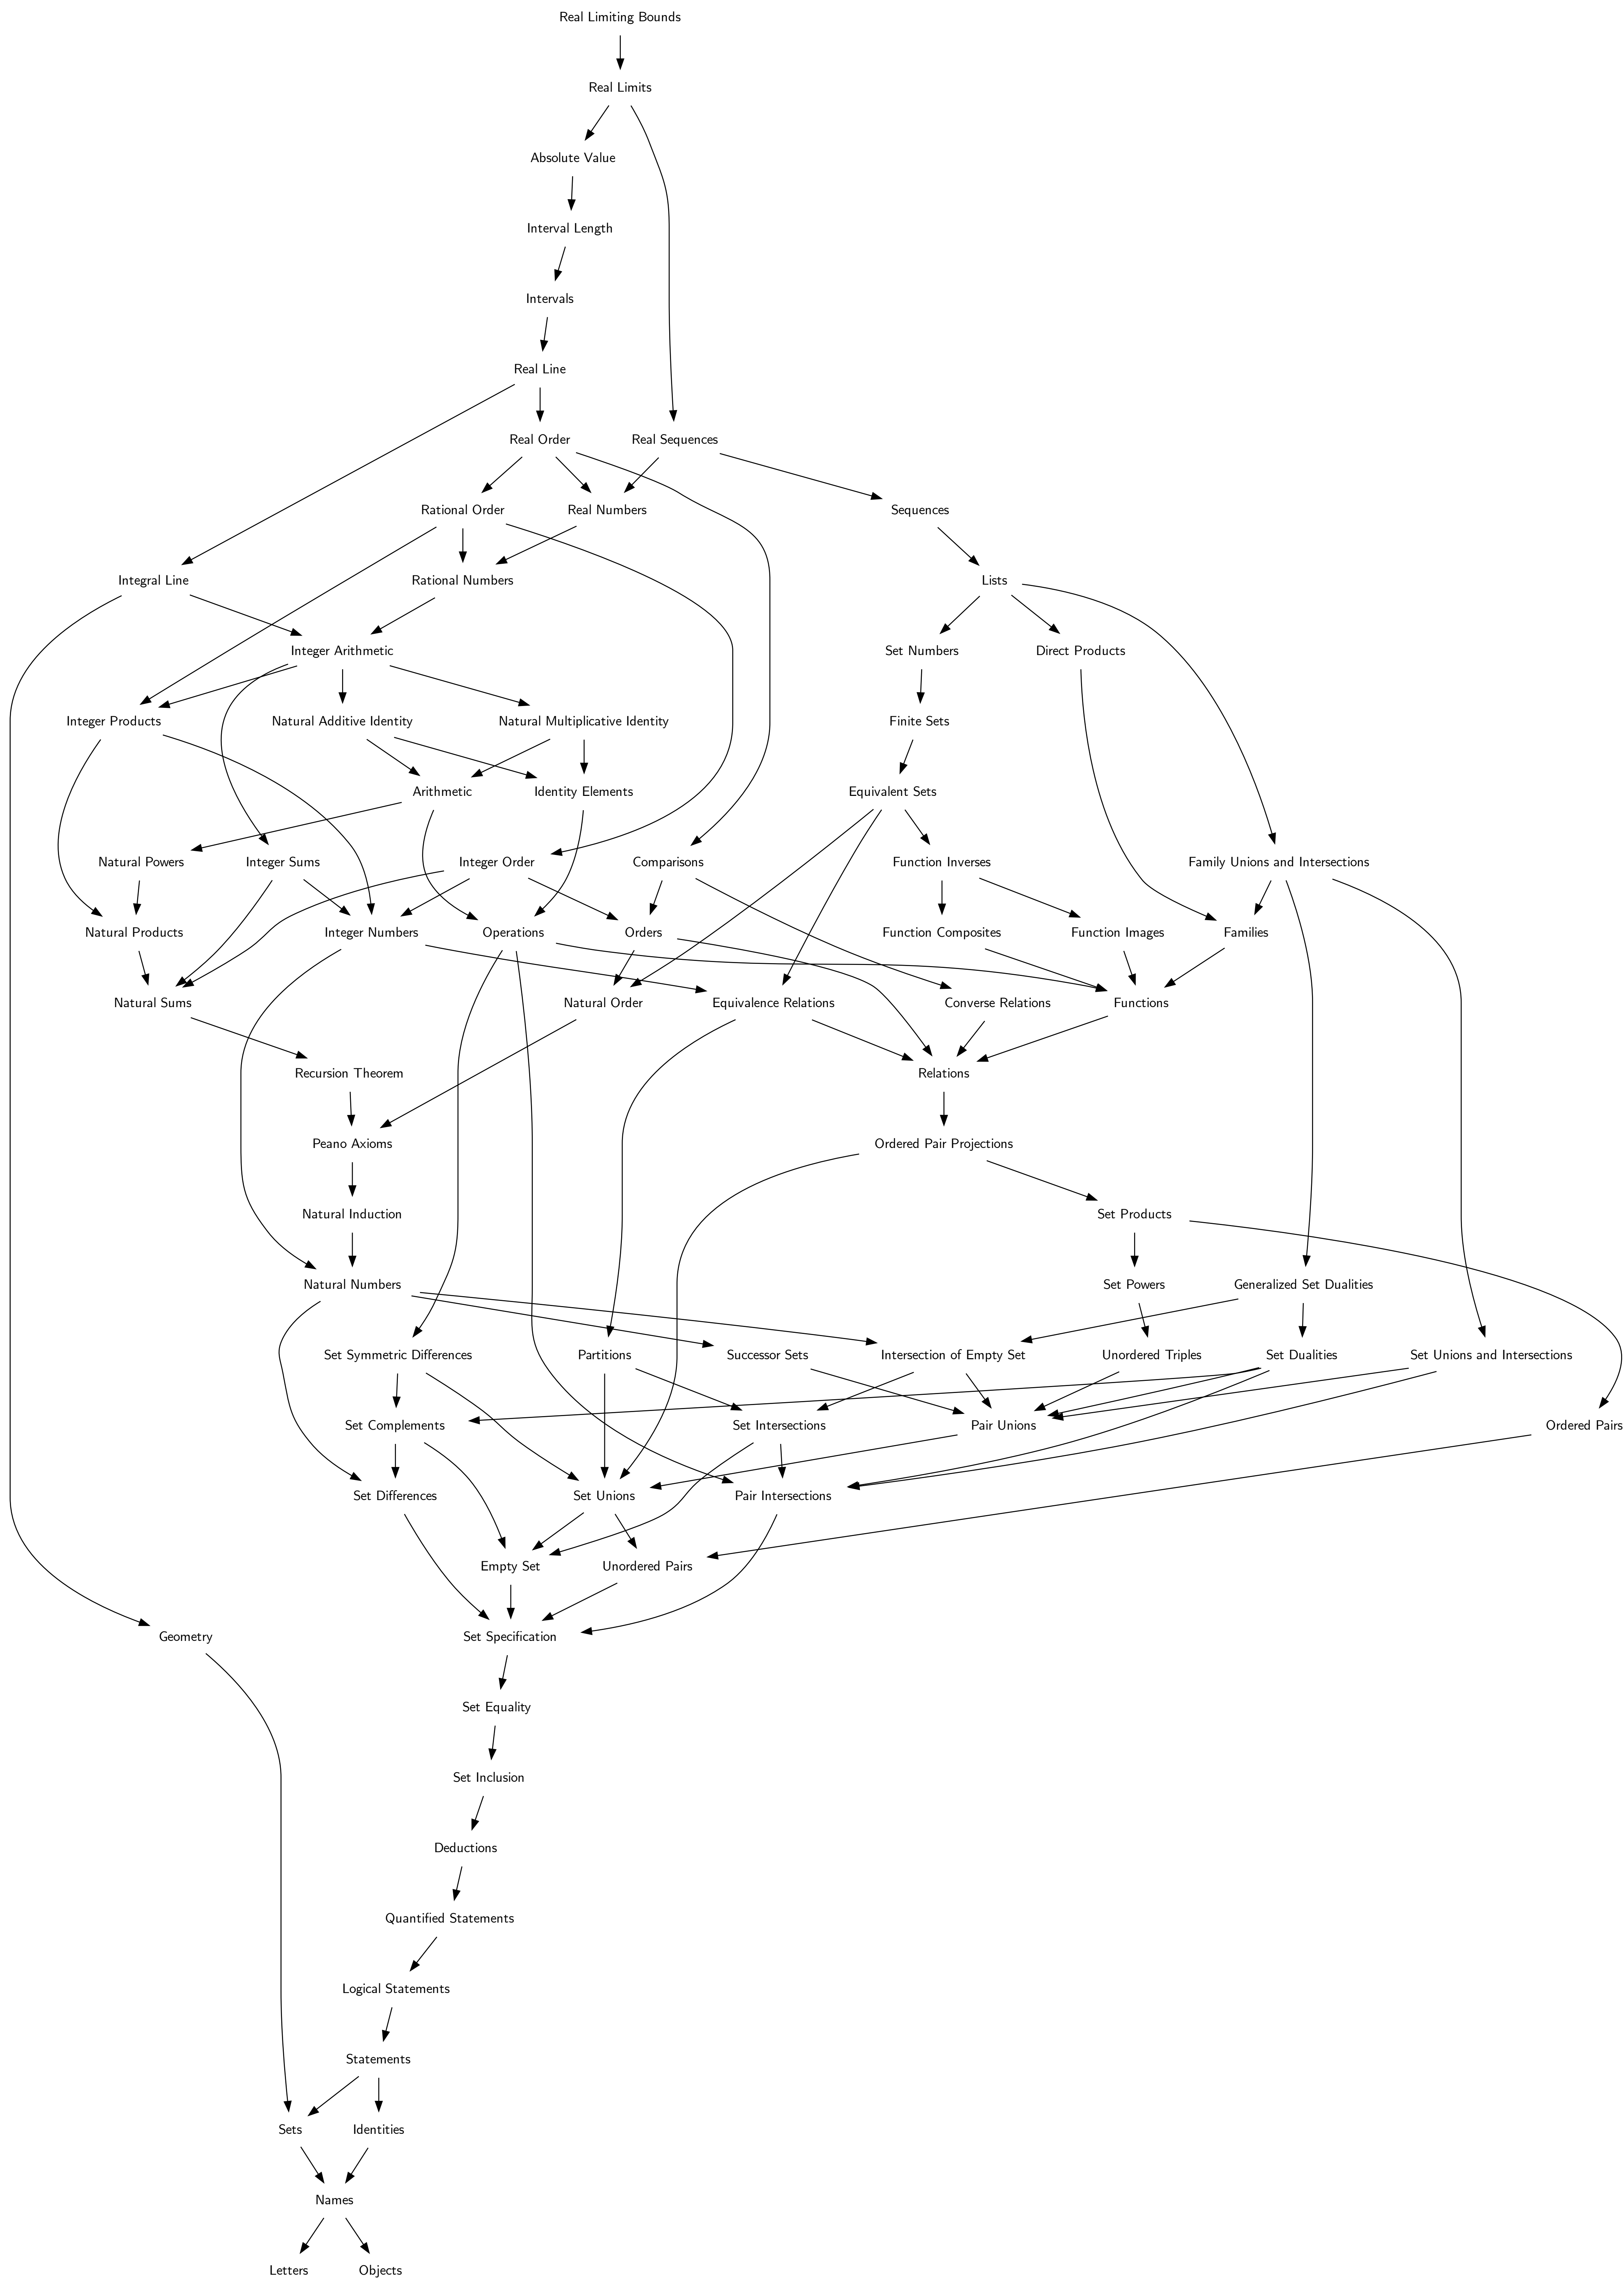 Real Limiting Bounds
Real Limits
Absolute Value
Interval Length
Intervals
Real Line
Real Order
Real Sequences
Rational Order
Real Numbers
Sequences
Integral Line
Rational Numbers
Lists
Integer Arithmetic
Set Numbers
Direct Products
Integer Products
Natural Additive Identity
Natural Multiplicative Identity
Finite Sets
Arithmetic
Identity Elements
Equivalent Sets
Natural Powers
Integer Sums
Integer Order
Comparisons
Function Inverses
Family Unions and Intersections
Natural Products
Integer Numbers
Operations
Orders
Function Composites
Function Images
Families
Natural Sums
Natural Order
Equivalence Relations
Converse Relations
Functions
Recursion Theorem
Relations
Peano Axioms
Ordered Pair Projections
Natural Induction
Set Products
Natural Numbers
Set Powers
Generalized Set Dualities
Set Symmetric Differences
Partitions
Successor Sets
Intersection of Empty Set
Unordered Triples
Set Dualities
Set Unions and Intersections
Set Complements
Set Intersections
Pair Unions
Ordered Pairs
Set Differences
Set Unions
Pair Intersections
Empty Set
Unordered Pairs
Geometry
Set Specification
Set Equality
Set Inclusion
Deductions
Quantified Statements
Logical Statements
Statements
Sets
Identities
Names
Letters
Objects